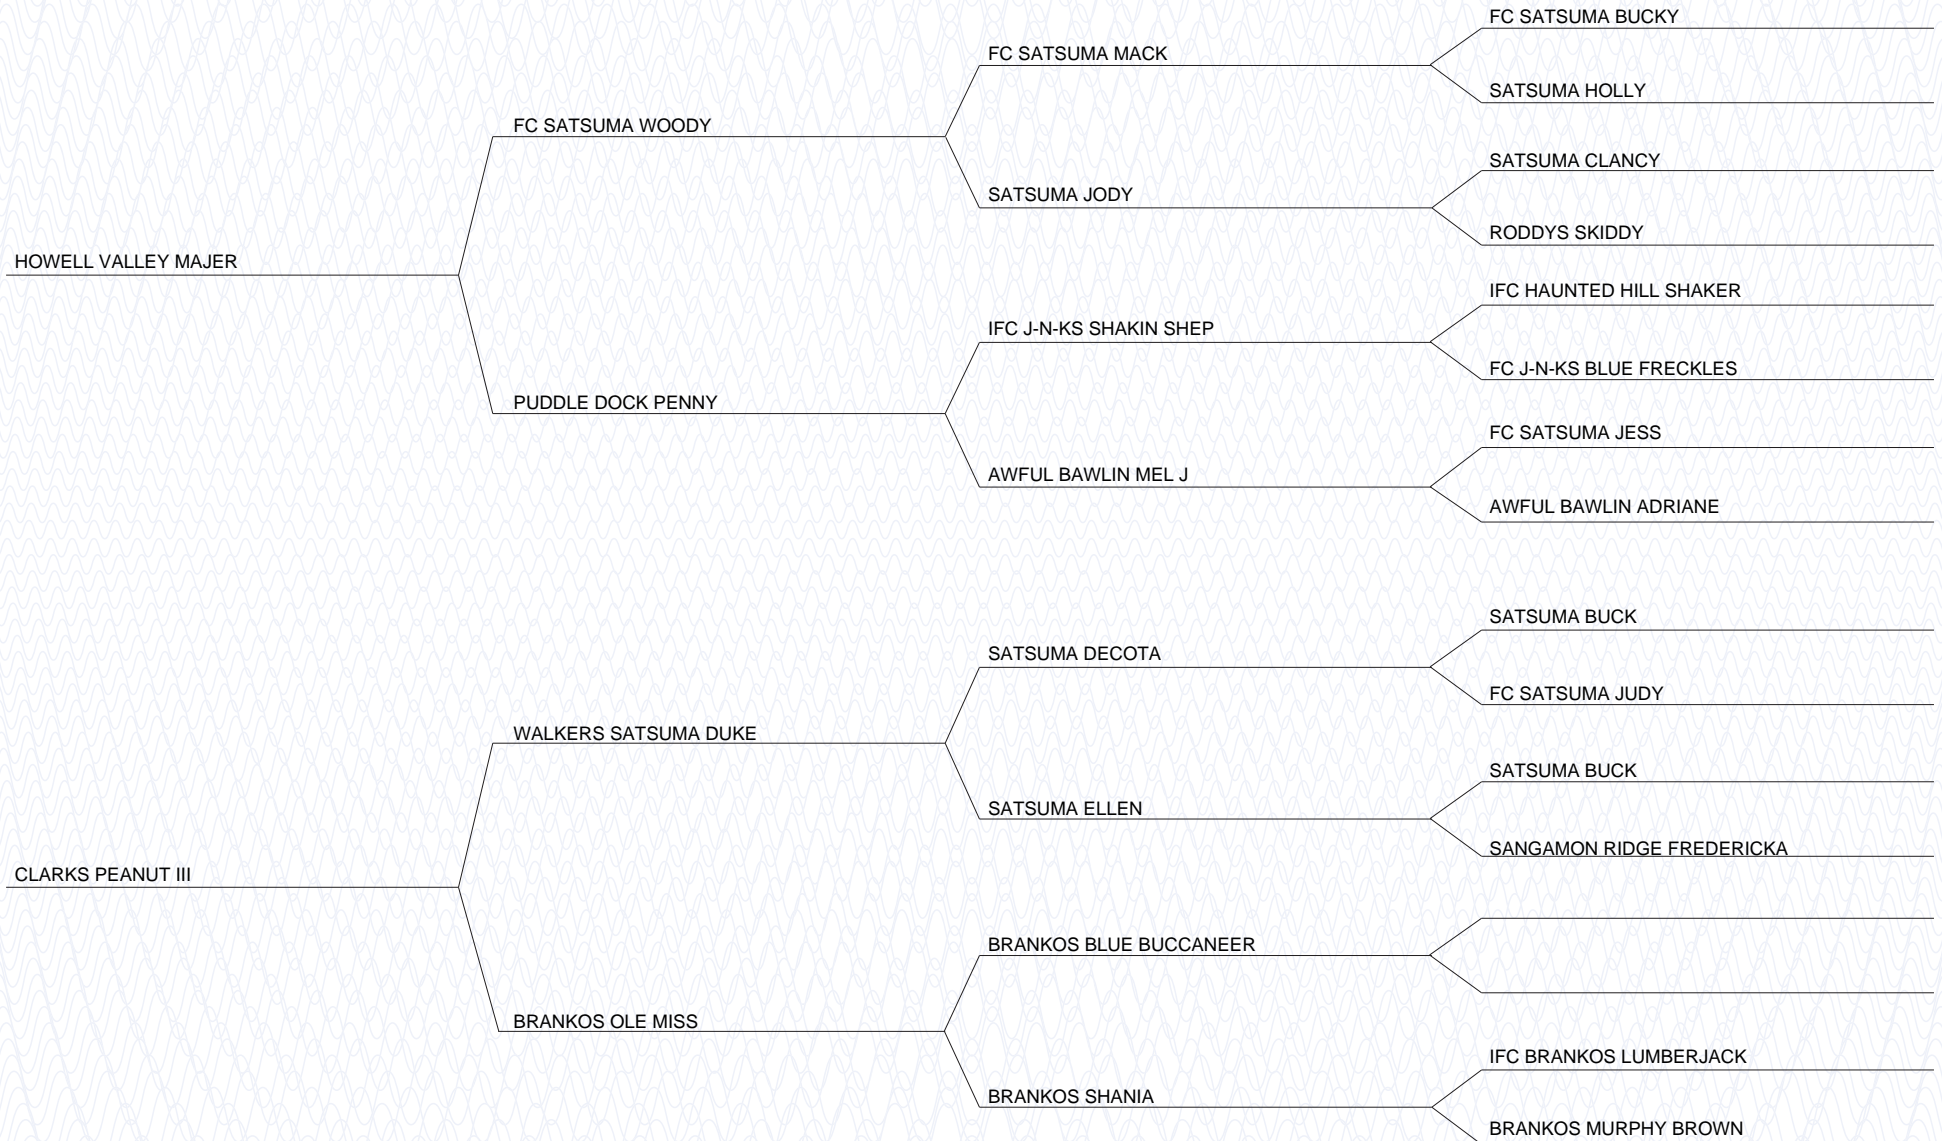 FC SATSUMA BUCKY
FC SATSUMA MACK
SATSUMA HOLLY
FC SATSUMA WOODY
SATSUMA CLANCY
SATSUMA JODY
RODDYS SKIDDY
HOWELL VALLEY MAJER
IFC HAUNTED HILL SHAKER
IFC J-N-KS SHAKIN SHEP
FC J-N-KS BLUE FRECKLES
PUDDLE DOCK PENNY
FC SATSUMA JESS
AWFUL BAWLIN MEL J
AWFUL BAWLIN ADRIANE
SATSUMA BUCK
SATSUMA DECOTA
FC SATSUMA JUDY
WALKERS SATSUMA DUKE
SATSUMA BUCK
SATSUMA ELLEN
SANGAMON RIDGE FREDERICKA
CLARKS PEANUT III
BRANKOS BLUE BUCCANEER
BRANKOS OLE MISS
IFC BRANKOS LUMBERJACK
BRANKOS SHANIA
BRANKOS MURPHY BROWN